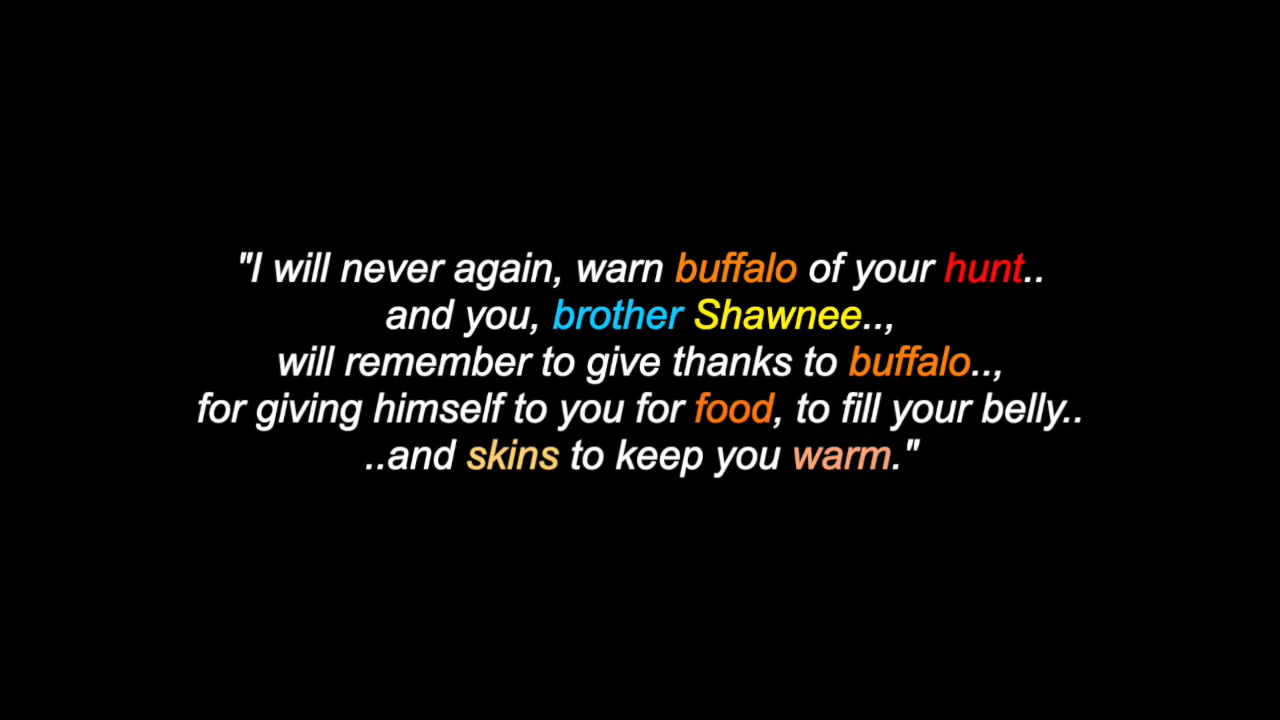 "I will never again, warn buffalo of your hunt..
and you, brother Shawnee..,
will remember to give thanks to buffalo..,
for giving himself to you for food, to fill your belly..
..and skins to keep you warm."